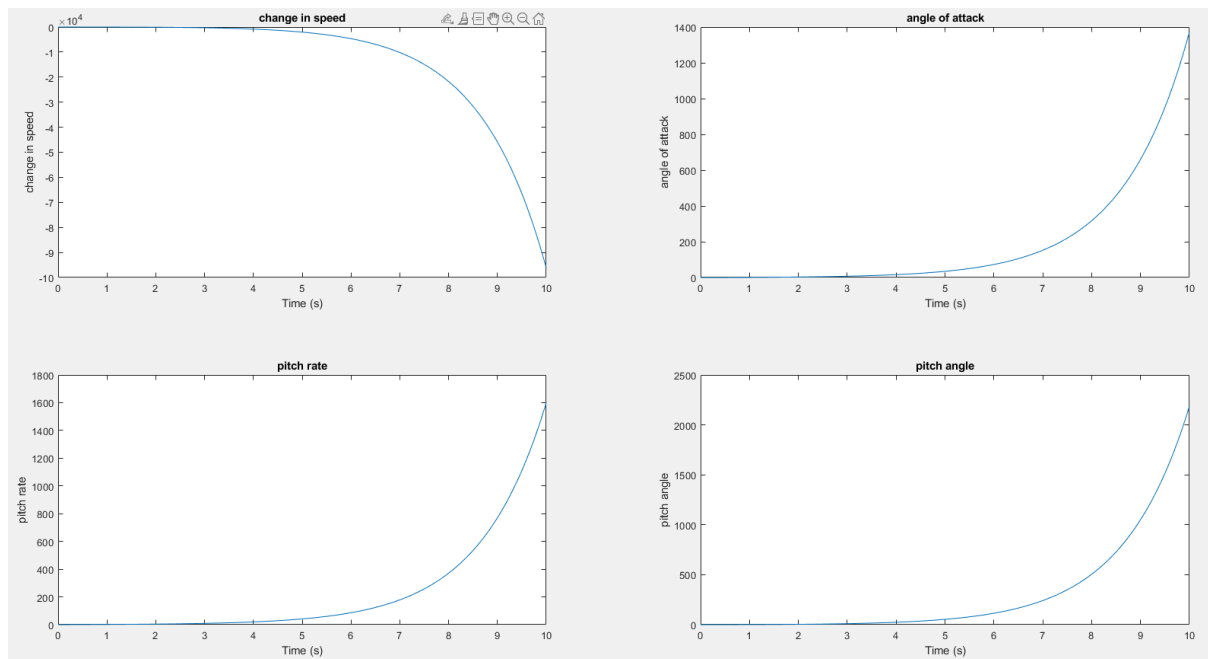 change in speed
×10^4
0
-1
-2
-3
-4
-5
-6
-7
-8
-9
-10
change in speed
0 1 2 3 4 5 6 7 8 9 10
Time (s)
angle of attack
1400
1200
1000
800
600
400
200
0
angle of attack
0 1 2 3 4 5 6 7 8 9 10
Time (s)
pitch rate
1800
1600
1400
1200
1000
800
600
400
200
0
pitch rate
0 1 2 3 4 5 6 7 8 9 10
Time (s)
pitch angle
2500
2000
1500
1000
500
0
pitch angle
0 1 2 3 4 5 6 7 8 9 10
Time (s)